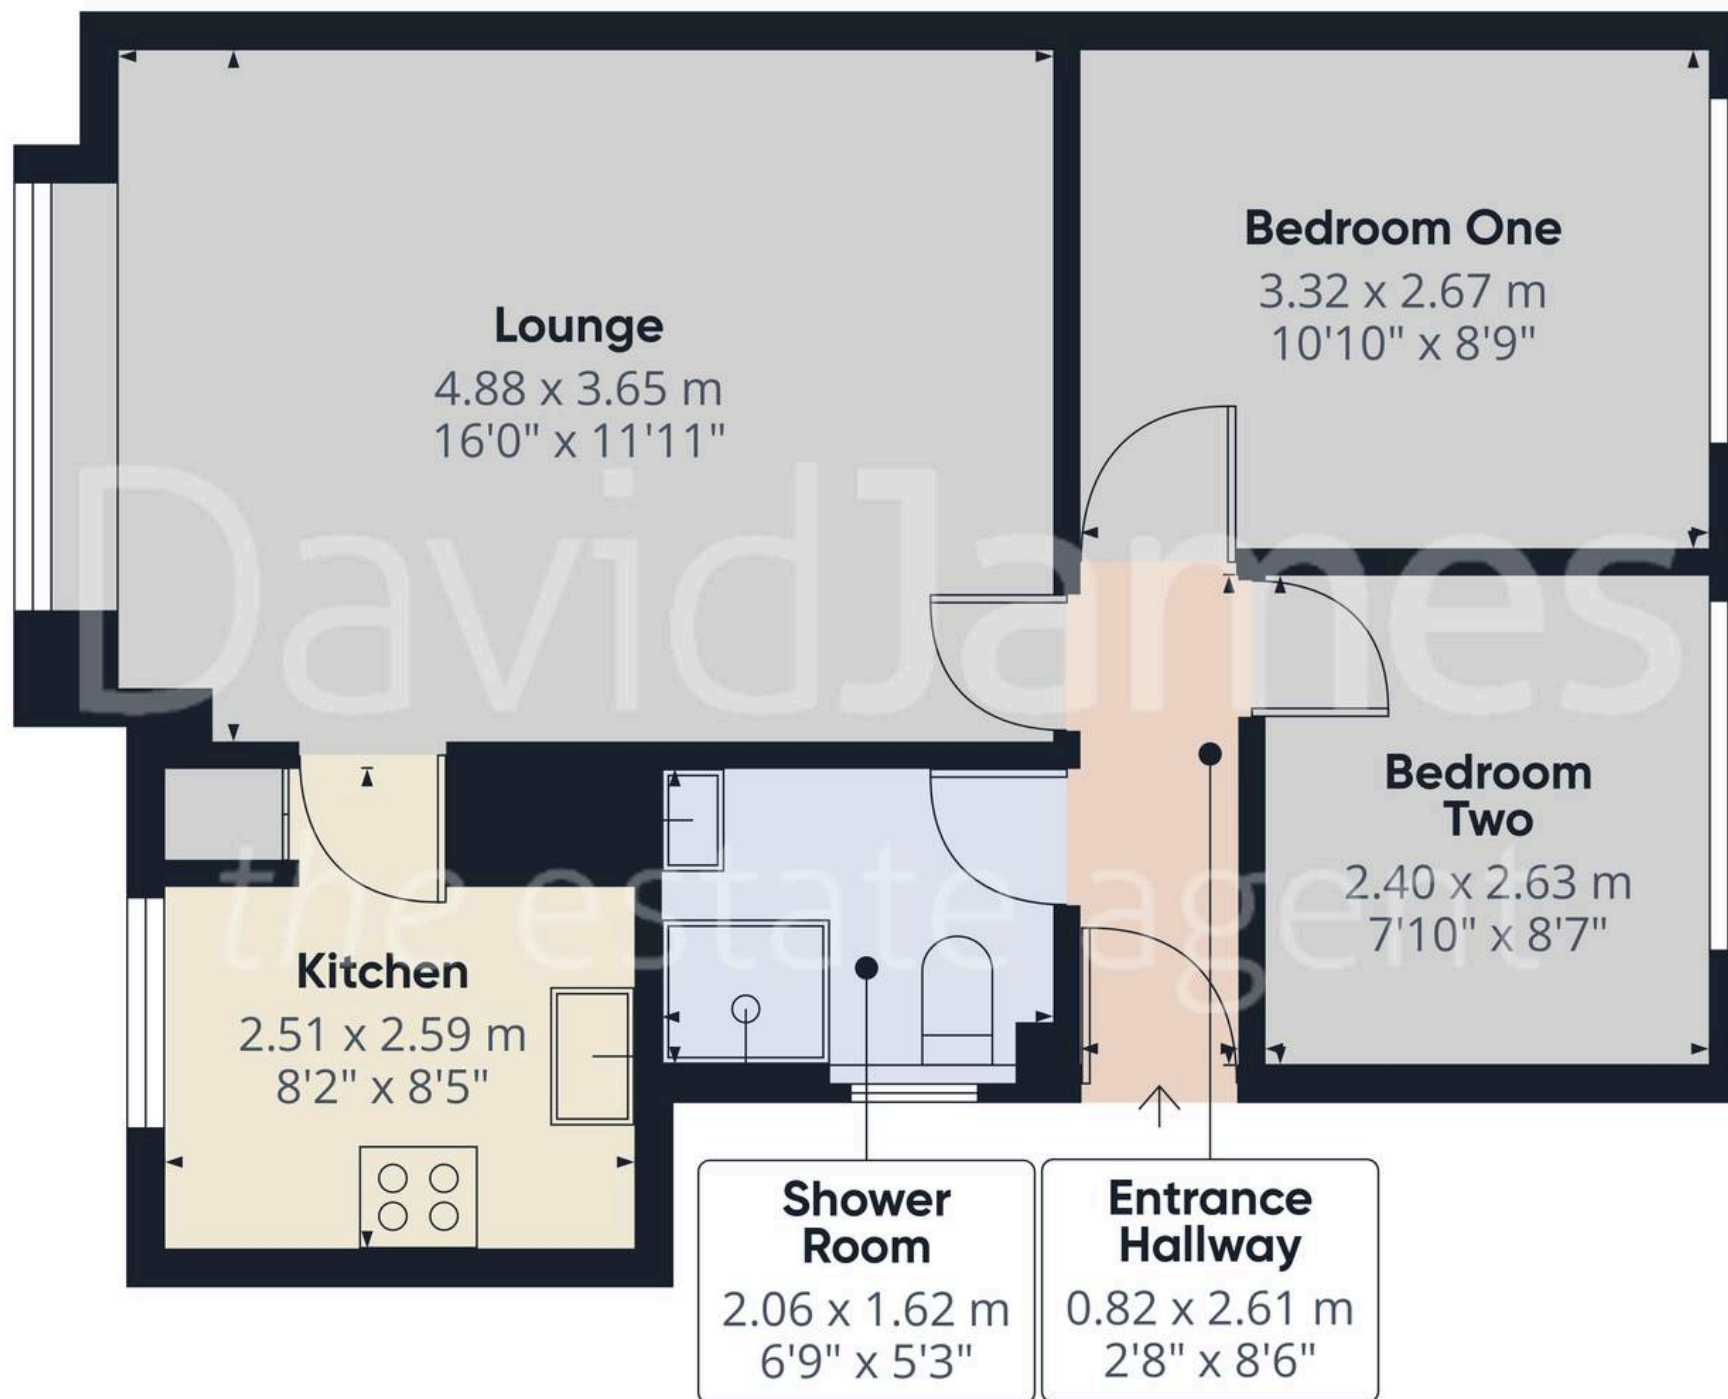 Lounge
4.88 x 3.65 m
16'0" x 11'11"
Bedroom One
3.32 x 2.67 m
10'10" x 8'9"
DavidJames
the estate agent
Bedroom
Two
2.40 x 2.63 m
7'10" x 8'7"
Kitchen
2.51 x 2.59 m
8'2" x 8'5"
Shower
Room
2.06 x 1.62 m
6'9" x 5'3"
Entrance
Hallway
0.82 x 2.61 m
2'8" x 8'6"